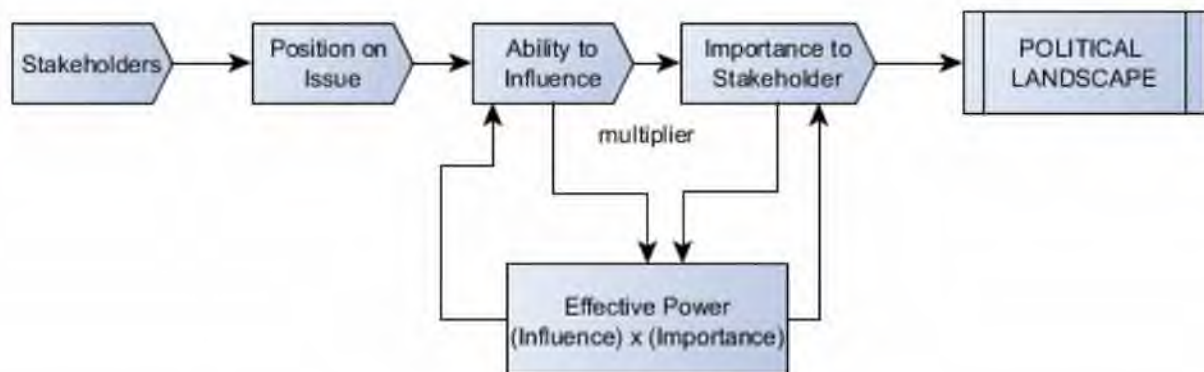 Stakeholders
Position on
Issue
Ability to
Influence
Importance to
Stakeholder
POLITICAL
LANDSCAPE
multiplier
Effective Power
(Influence) x (Importance)